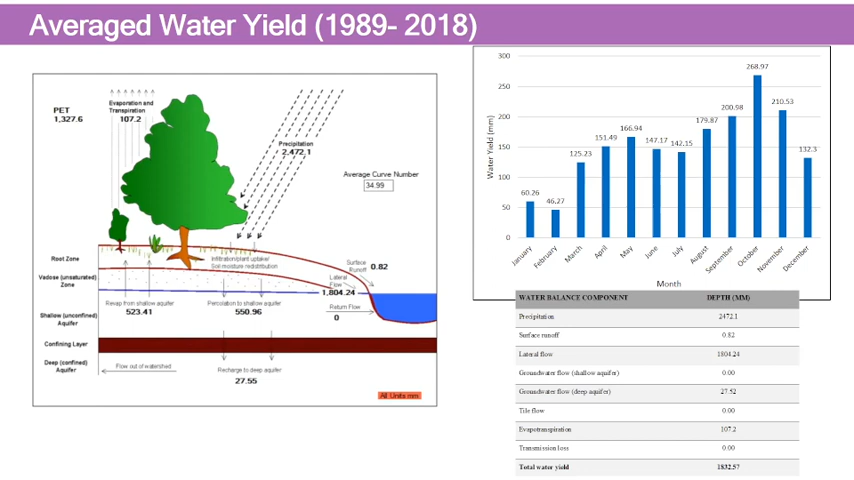 Averaged Water Yield (1989- 2018)
PET
1,327.6
Evaporation and
Transpiration
107.2
Precipitation
2,472.1
Average Curve Number
34.99
Root Zone
Infiltration/plant uptake/
Soil moisture redistribution
Surface
Runoff
0.82
Vadose (unsaturated)
Zone
Lateral
Flow
1,804.24
Revap from shallow aquifer
523.41
Percolation to shallow aquifer
550.96
Return Flow
0
Shallow (unconfined)
Aquifer
Confining Layer
Deep (confined)
Aquifer
Flow out of watershed
Recharge to deep aquifer
27.55
All Units mm
Water Yield (mm)
300
250
200
150
100
50
0
60.26
46.27
125.23
151.49
166.94
147.17
142.15
179.87
200.98
268.97
210.53
132.3
January
February
March
April
May
June
July
August
September
October
November
December
Month
WATER BALANCE COMPONENT DEPTH (MM)
Precipitation 2472.1
Surface runoff 0.82
Lateral flow 1804.24
Groundwater flow (shallow aquifer) 0.00
Groundwater flow (deep aquifer) 27.52
Tile flow 0.00
Evapotranspiration 107.2
Transmission loss 0.00
Total water yield 1832.57